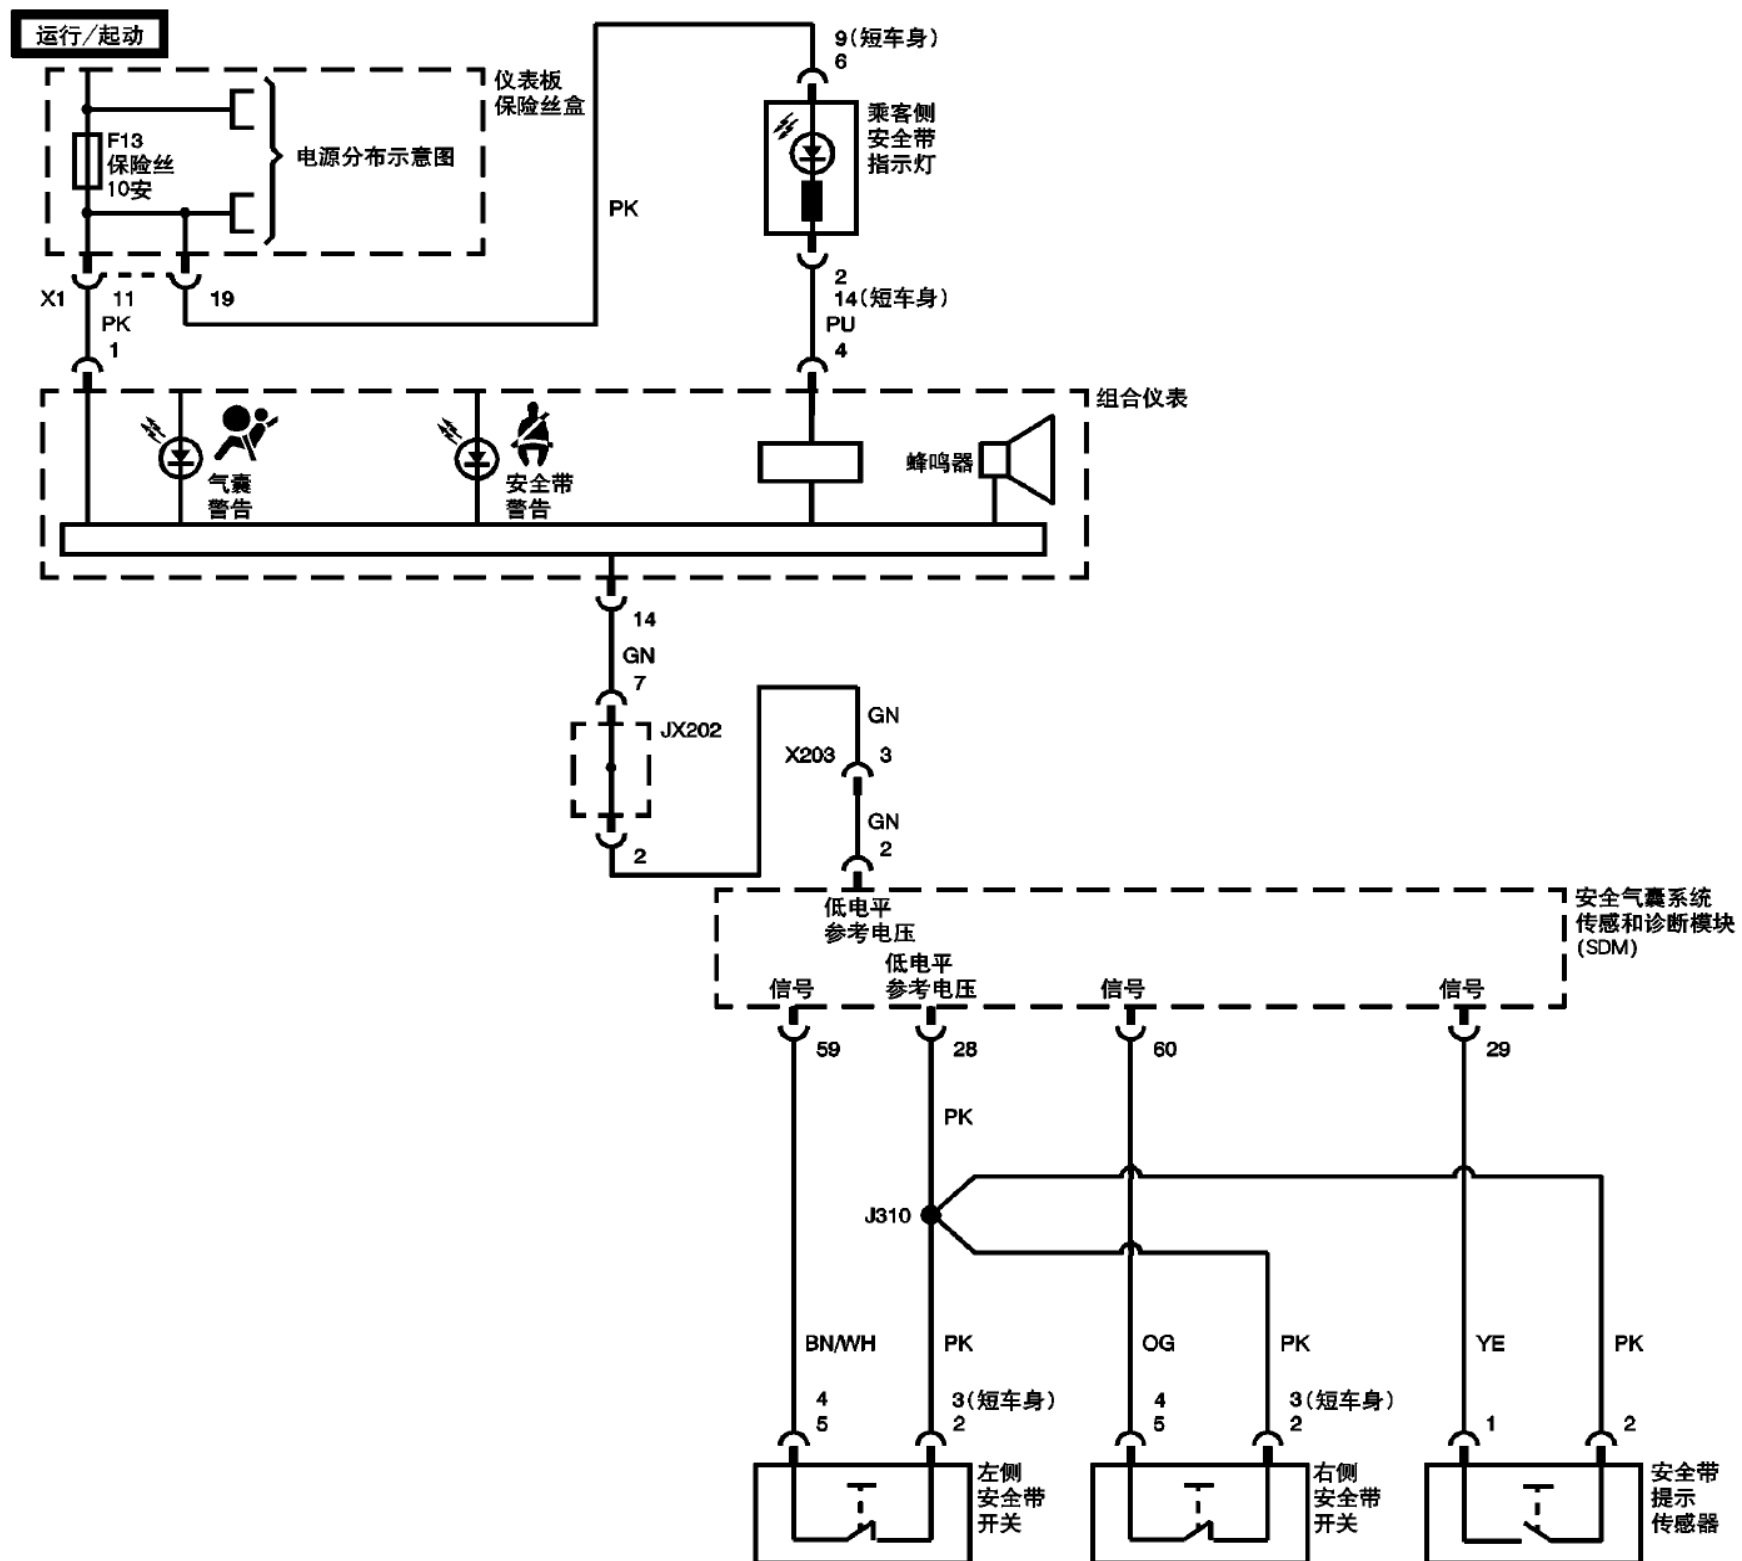 运行/起动
9(短车身)
6
仪表板
保险丝盒
乘客侧
安全带
指示灯
F13
保险丝
10安
电源分布示意图
PK
X1
11
19
PK
1
2
14(短车身)
PU
4
组合仪表
气囊
警告
安全带
警告
蜂鸣器
14
GN
7
JX202
2
GN
X203
3
GN
2
安全气囊系统
传感和诊断模块
(SDM)
低电平
参考电压
低电平
参考电压
信号
信号
信号
59
28
60
29
PK
J310
BN/WH
PK
OG
PK
YE
PK
4
5
3(短车身)
2
4
5
3(短车身)
2
1
2
左侧
安全带
开关
右侧
安全带
开关
安全带
提示
传感器